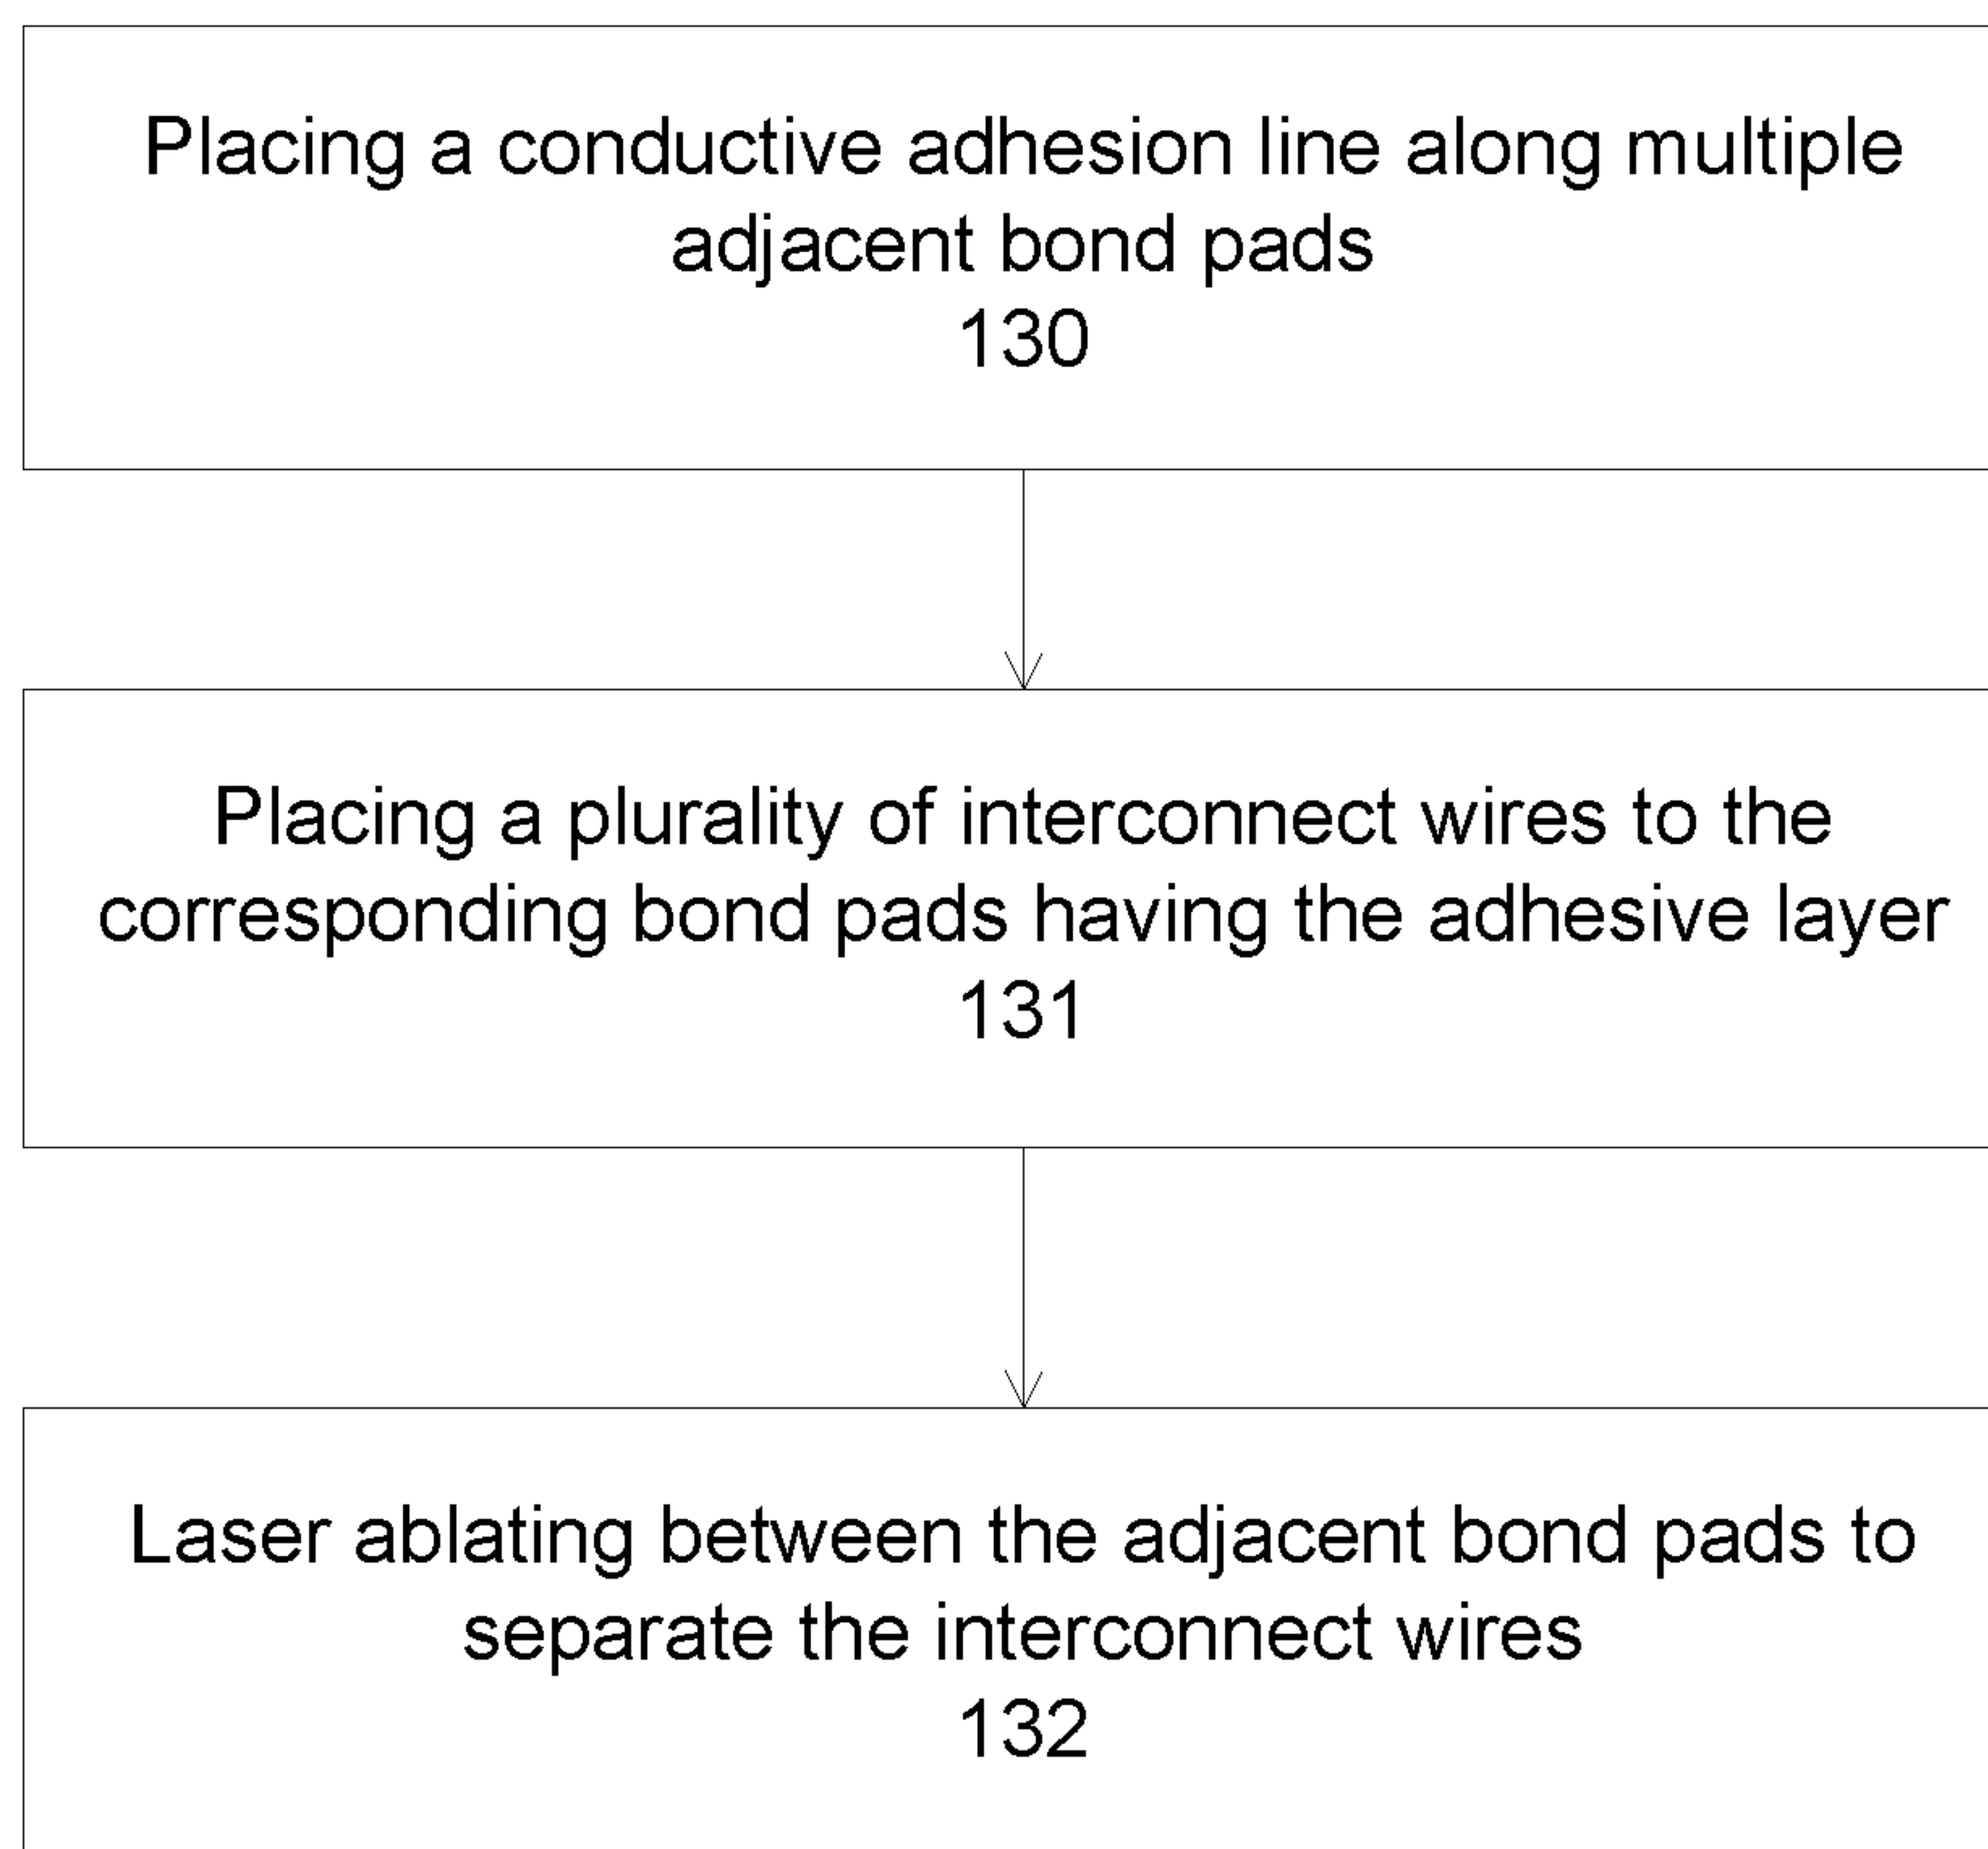 Placing a conductive adhesion line along multiple
adjacent bond pads
130
Placing a plurality of interconnect wires to the
corresponding bond pads having the adhesive layer
131
Laser ablating between the adjacent bond pads to
separate the interconnect wires
132